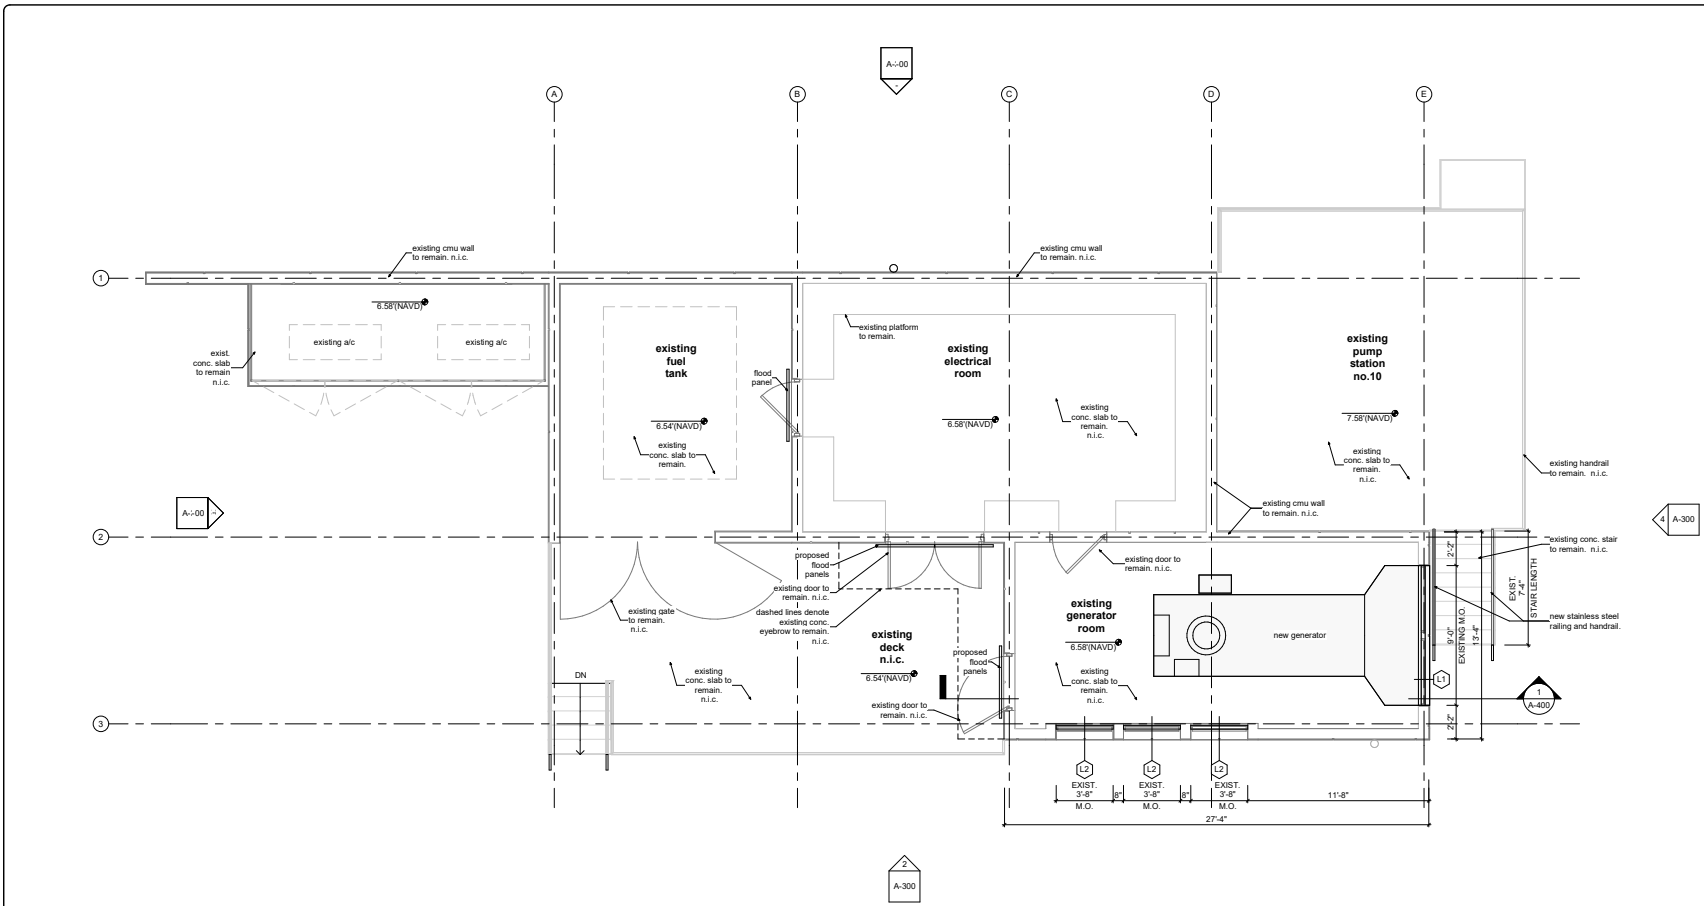 A-:-00
-
A
B
C
D
E
existing cmu wall
to remain. n.i.c.
existing cmu wall
to remain. n.i.c.
1
6.58'(NAVD)
existing a/c
existing a/c
exist.
conc. slab
to remain
n.i.c.
existing
fuel
tank
flood
panel
existing platform
to remain.
existing
electrical
room
existing
pump
station
no.10
6.54'(NAVD)
existing
conc. slab to
remain.
6.58'(NAVD)
existing
conc. slab to
remain.
n.i.c.
7.58'(NAVD)
existing
conc. slab to
remain.
n.i.c.
existing handrail
to remain. n.i.c.
A-:-00
existing cmu wall
to remain. n.i.c.
4
A-300
2
proposed
flood
panels
existing door to
remain. n.i.c.
dashed lines denote
existing conc.
eyebrow to remain.
n.i.c.
existing door to
remain. n.i.c.
existing conc. stair
to remain. n.i.c.
2'-2"
EXIST.
7'-4"
STAIR LENGTH
existing gate
to remain.
n.i.c.
existing
deck
n.i.c.
6.54'(NAVD)
existing
generator
room
6.58'(NAVD)
new generator
9'-0"
EXISTING M.O.
13'-4"
new stainless steel
railing and handrail.
proposed
flood
panels
existing
conc. slab to
remain.
n.i.c.
existing
conc. slab to
remain.
n.i.c.
DN
L1
1
A-400
existing door to
remain. n.i.c.
3
2'-2"
L2
L2
L2
EXIST.
3'-8"
M.O.
8"
EXIST.
3'-8"
M.O.
8"
EXIST.
3'-8"
M.O.
11'-8"
27'-4"
2
A-300